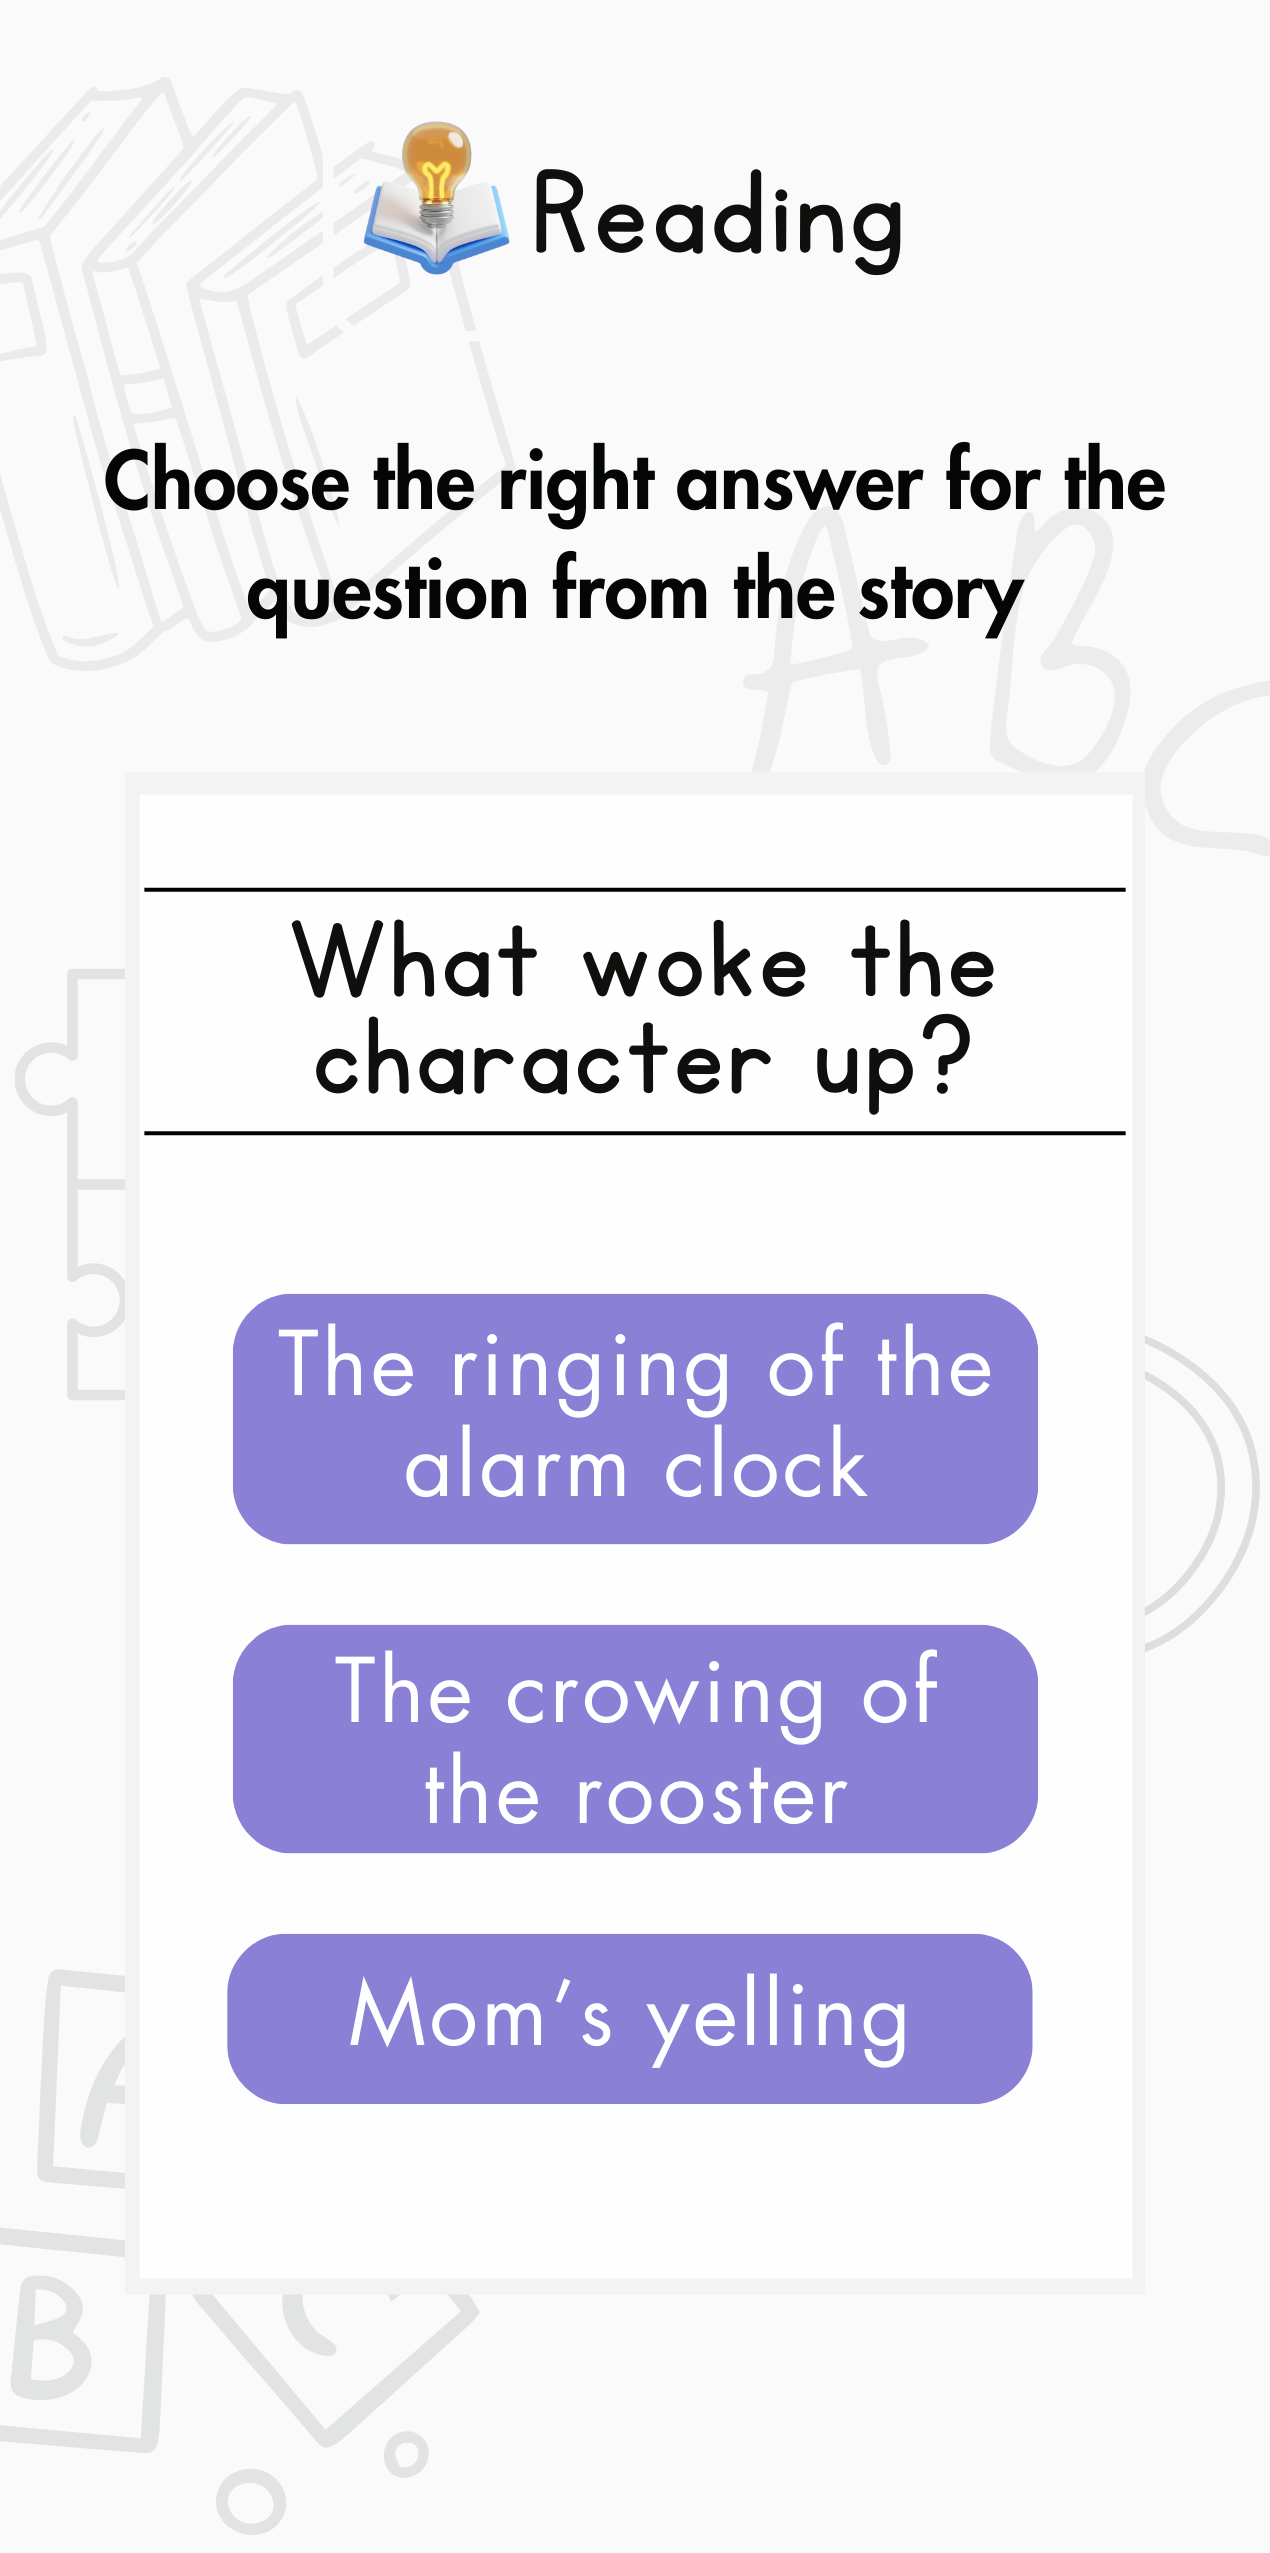 Reading
Choose the right answer for the
question from the story
A B
What woke the
character up?
The ringing of the
alarm clock
The crowing of
the rooster
Mom’s yelling
A
B